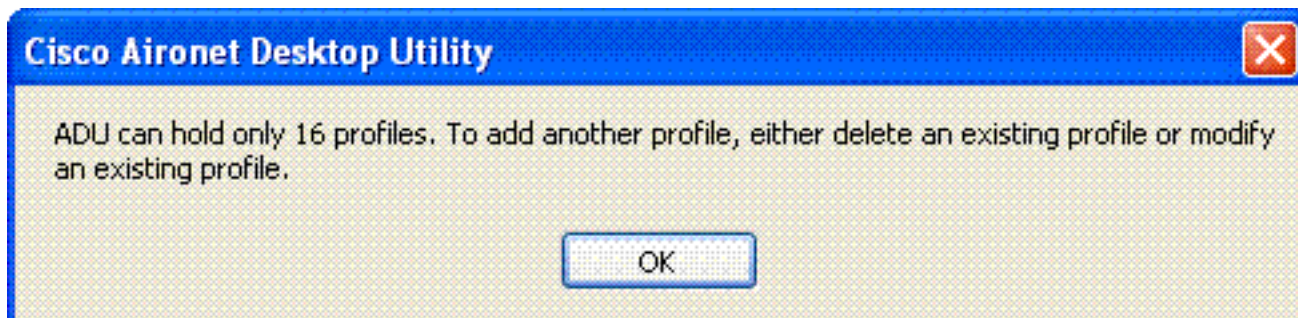 Cisco Aironet Desktop Utility
ADU can hold only 16 profiles. To add another profile, either delete an existing profile or modify
an existing profile.
OK